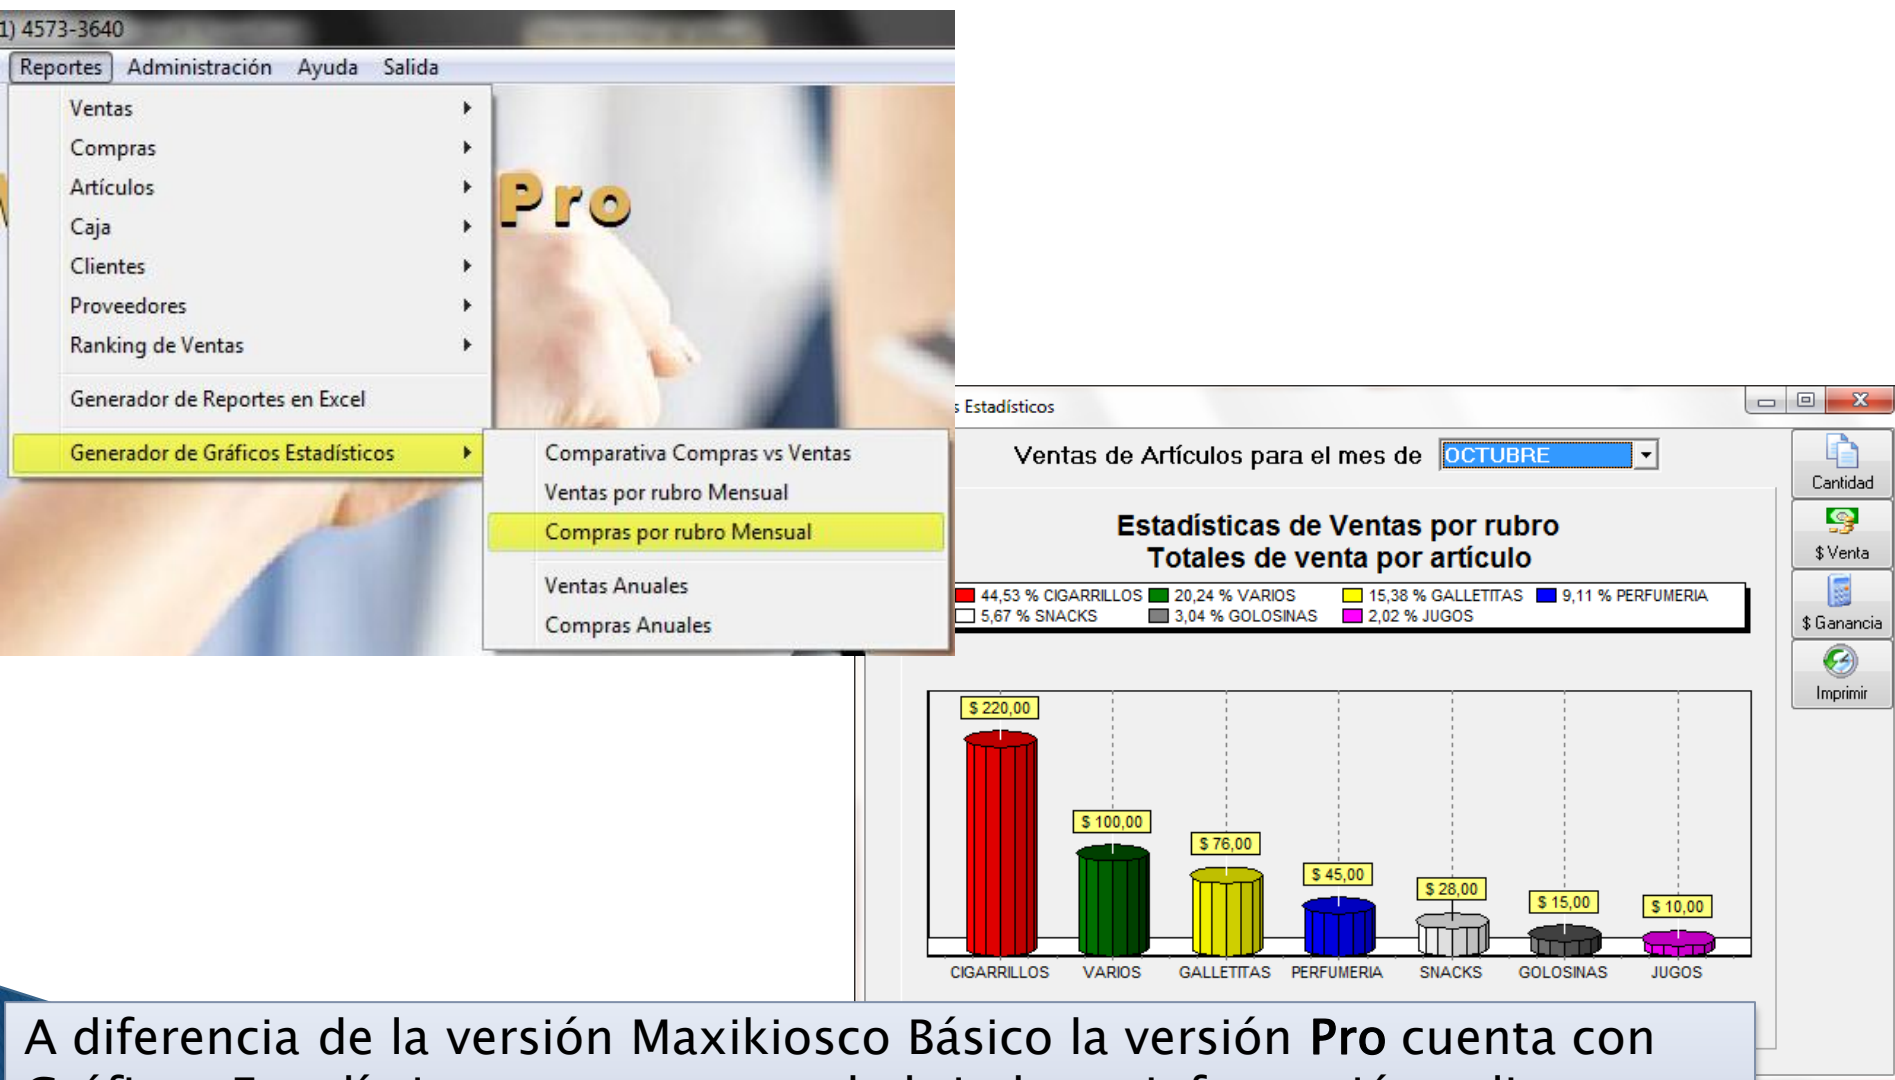 1) 4573-3640
Reportes Administración Ayuda Salida
Ventas
Compras
Artículos
Caja
Clientes
Proveedores
Ranking de Ventas
Generador de Reportes en Excel
Generador de Gráficos Estadísticos
Pro
Comparativa Compras vs Ventas
Ventas por rubro Mensual
Compras por rubro Mensual
Ventas Anuales
Compras Anuales
s Estadísticos
Ventas de Artículos para el mes de OCTUBRE
Cantidad
$ Venta
$ Ganancia
Imprimir
Estadísticas de Ventas por rubro
Totales de venta por artículo
44,53 % CIGARRILLOS 20,24 % VARIOS 15,38 % GALLETITAS 9,11 % PERFUMERIA
5,67 % SNACKS 3,04 % GOLOSINAS 2,02 % JUGOS
$ 220,00
$ 100,00
$ 76,00
$ 45,00
$ 28,00
$ 15,00
$ 10,00
CIGARRILLOS VARIOS GALLETITAS PERFUMERIA SNACKS GOLOSINAS JUGOS
A diferencia de la versión Maxikiosco Básico la versión Pro cuenta con